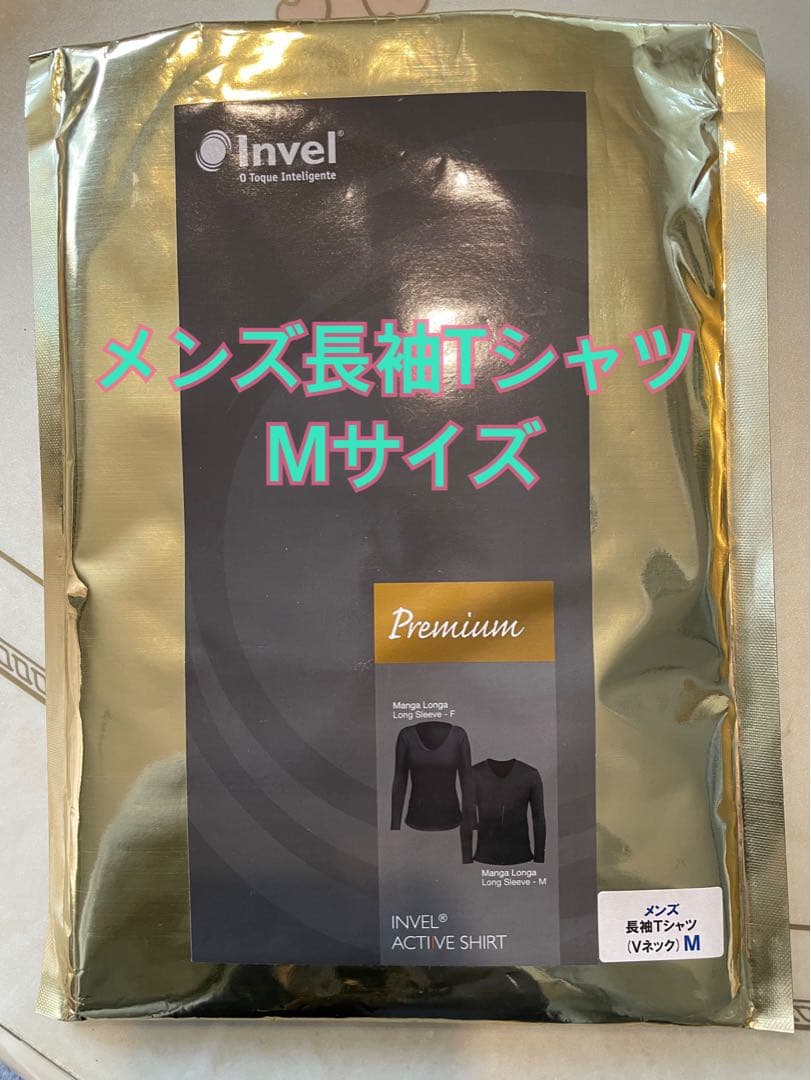 Invel®
O Toque Inteligente
メンズ長袖Tシャツ
Mサイズ
Premium
Manga Longa
Long Sleeve - F
Manga Longa
Long Sleeve - M
INVEL®
ACTIVE SHIRT
メンズ
長袖Tシャツ
(Vネック) M